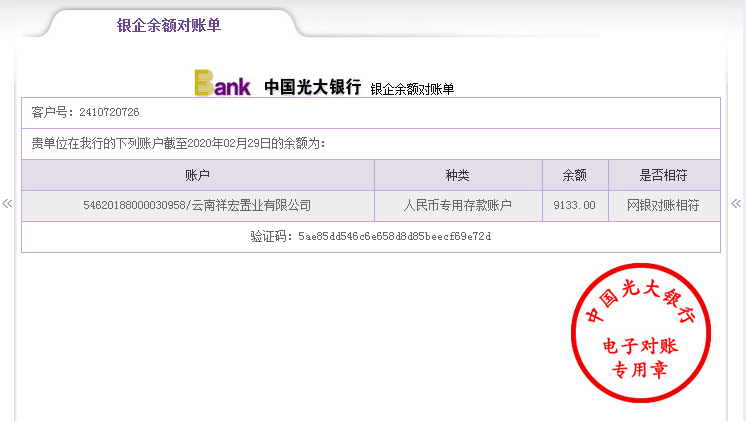 银企余额对账单
Bank 中国光大银行 银企余额对账单
客户号：2410720726
贵单位在我行的下列账户截至2020年02月29日的余额为：
账户 种类 余额 是否相符
54620188000030958/云南祥宏置业有限公司 人民币专用存款账户 9133.00 网银对账相符
验证码：5ae85dd546c6e658d8d85beecf69e72d
中国光大银行
电子对账
专用章